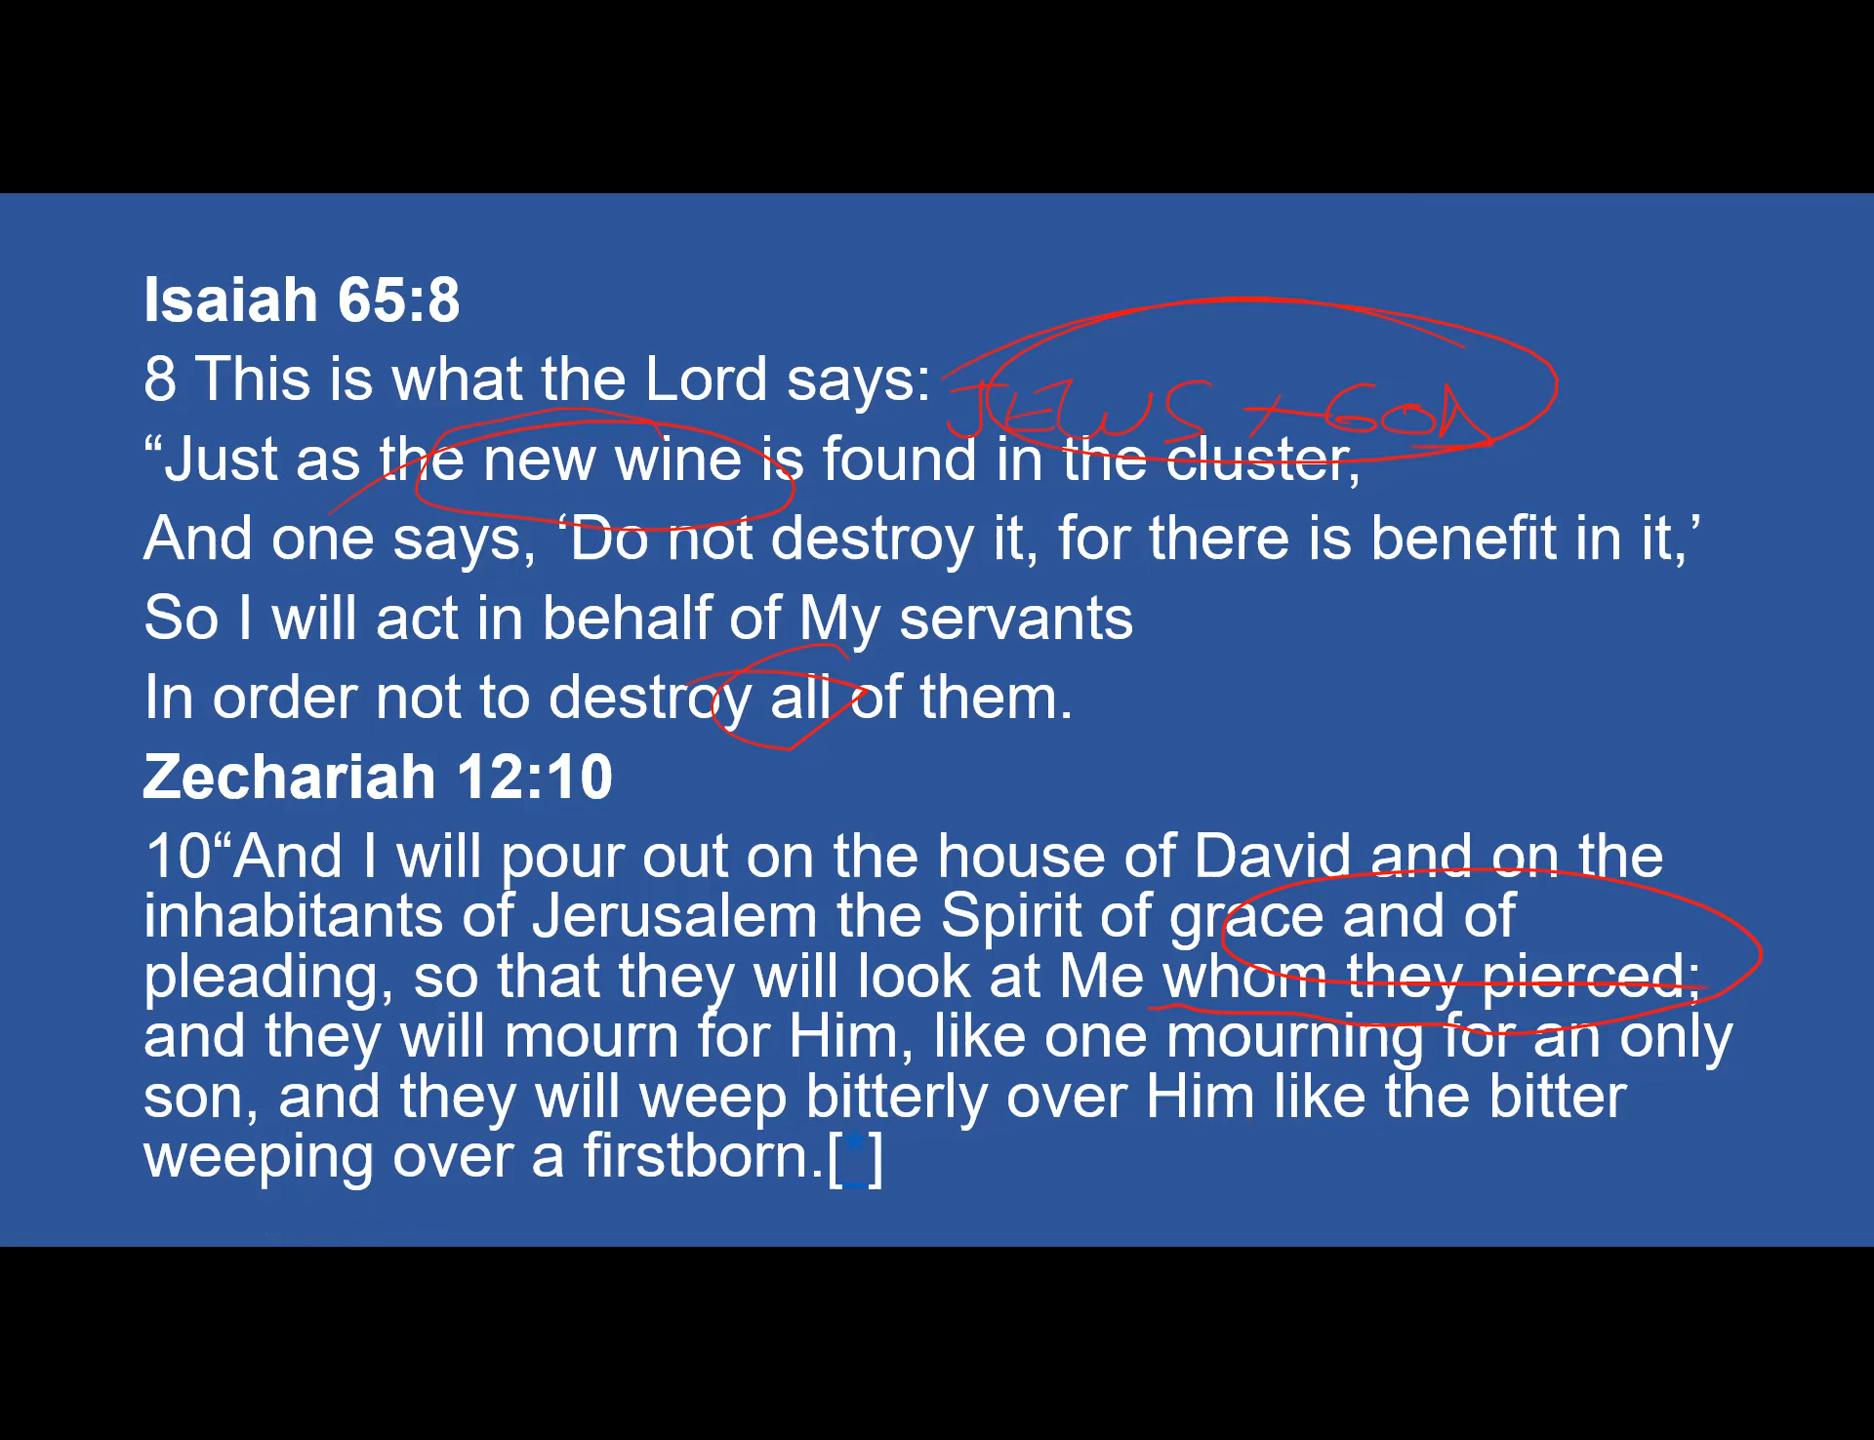 Isaiah 65:8
8 This is what the Lord says:
JEWS + GOD
“Just as the new wine is found in the cluster,
And one says, ‘Do not destroy it, for there is benefit in it,’
So I will act in behalf of My servants
In order not to destroy all of them.
Zechariah 12:10
10“And I will pour out on the house of David and on the
inhabitants of Jerusalem the Spirit of grace and of
pleading, so that they will look at Me whom they pierced;
and they will mourn for Him, like one mourning for an only
son, and they will weep bitterly over Him like the bitter
weeping over a firstborn.[*]